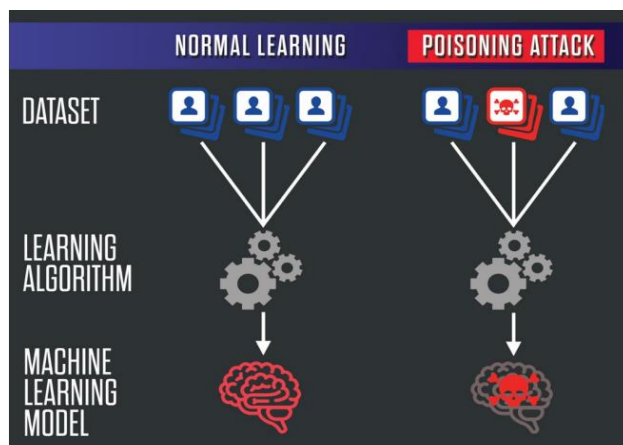 NORMAL LEARNING
POISONING ATTACK
DATASET
LEARNING
ALGORITHM
MACHINE
LEARNING
MODEL